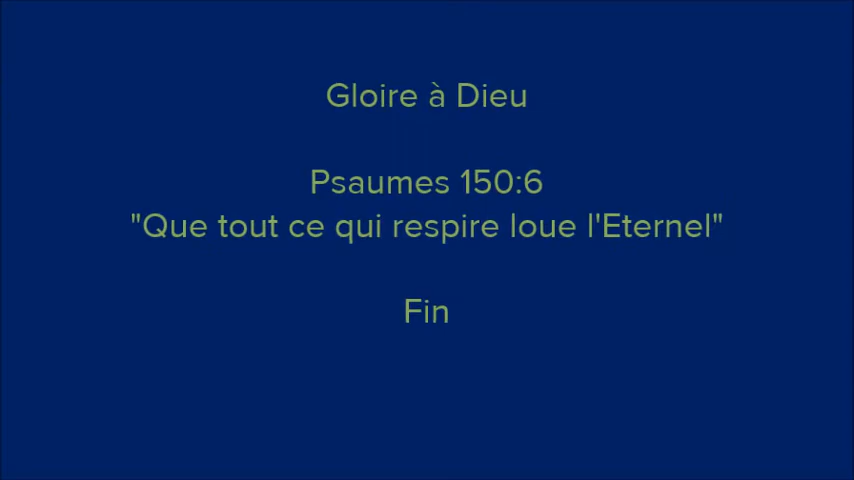 Gloire à Dieu
Psaumes 150:6
"Que tout ce qui respire loue l'Eternel"
Fin